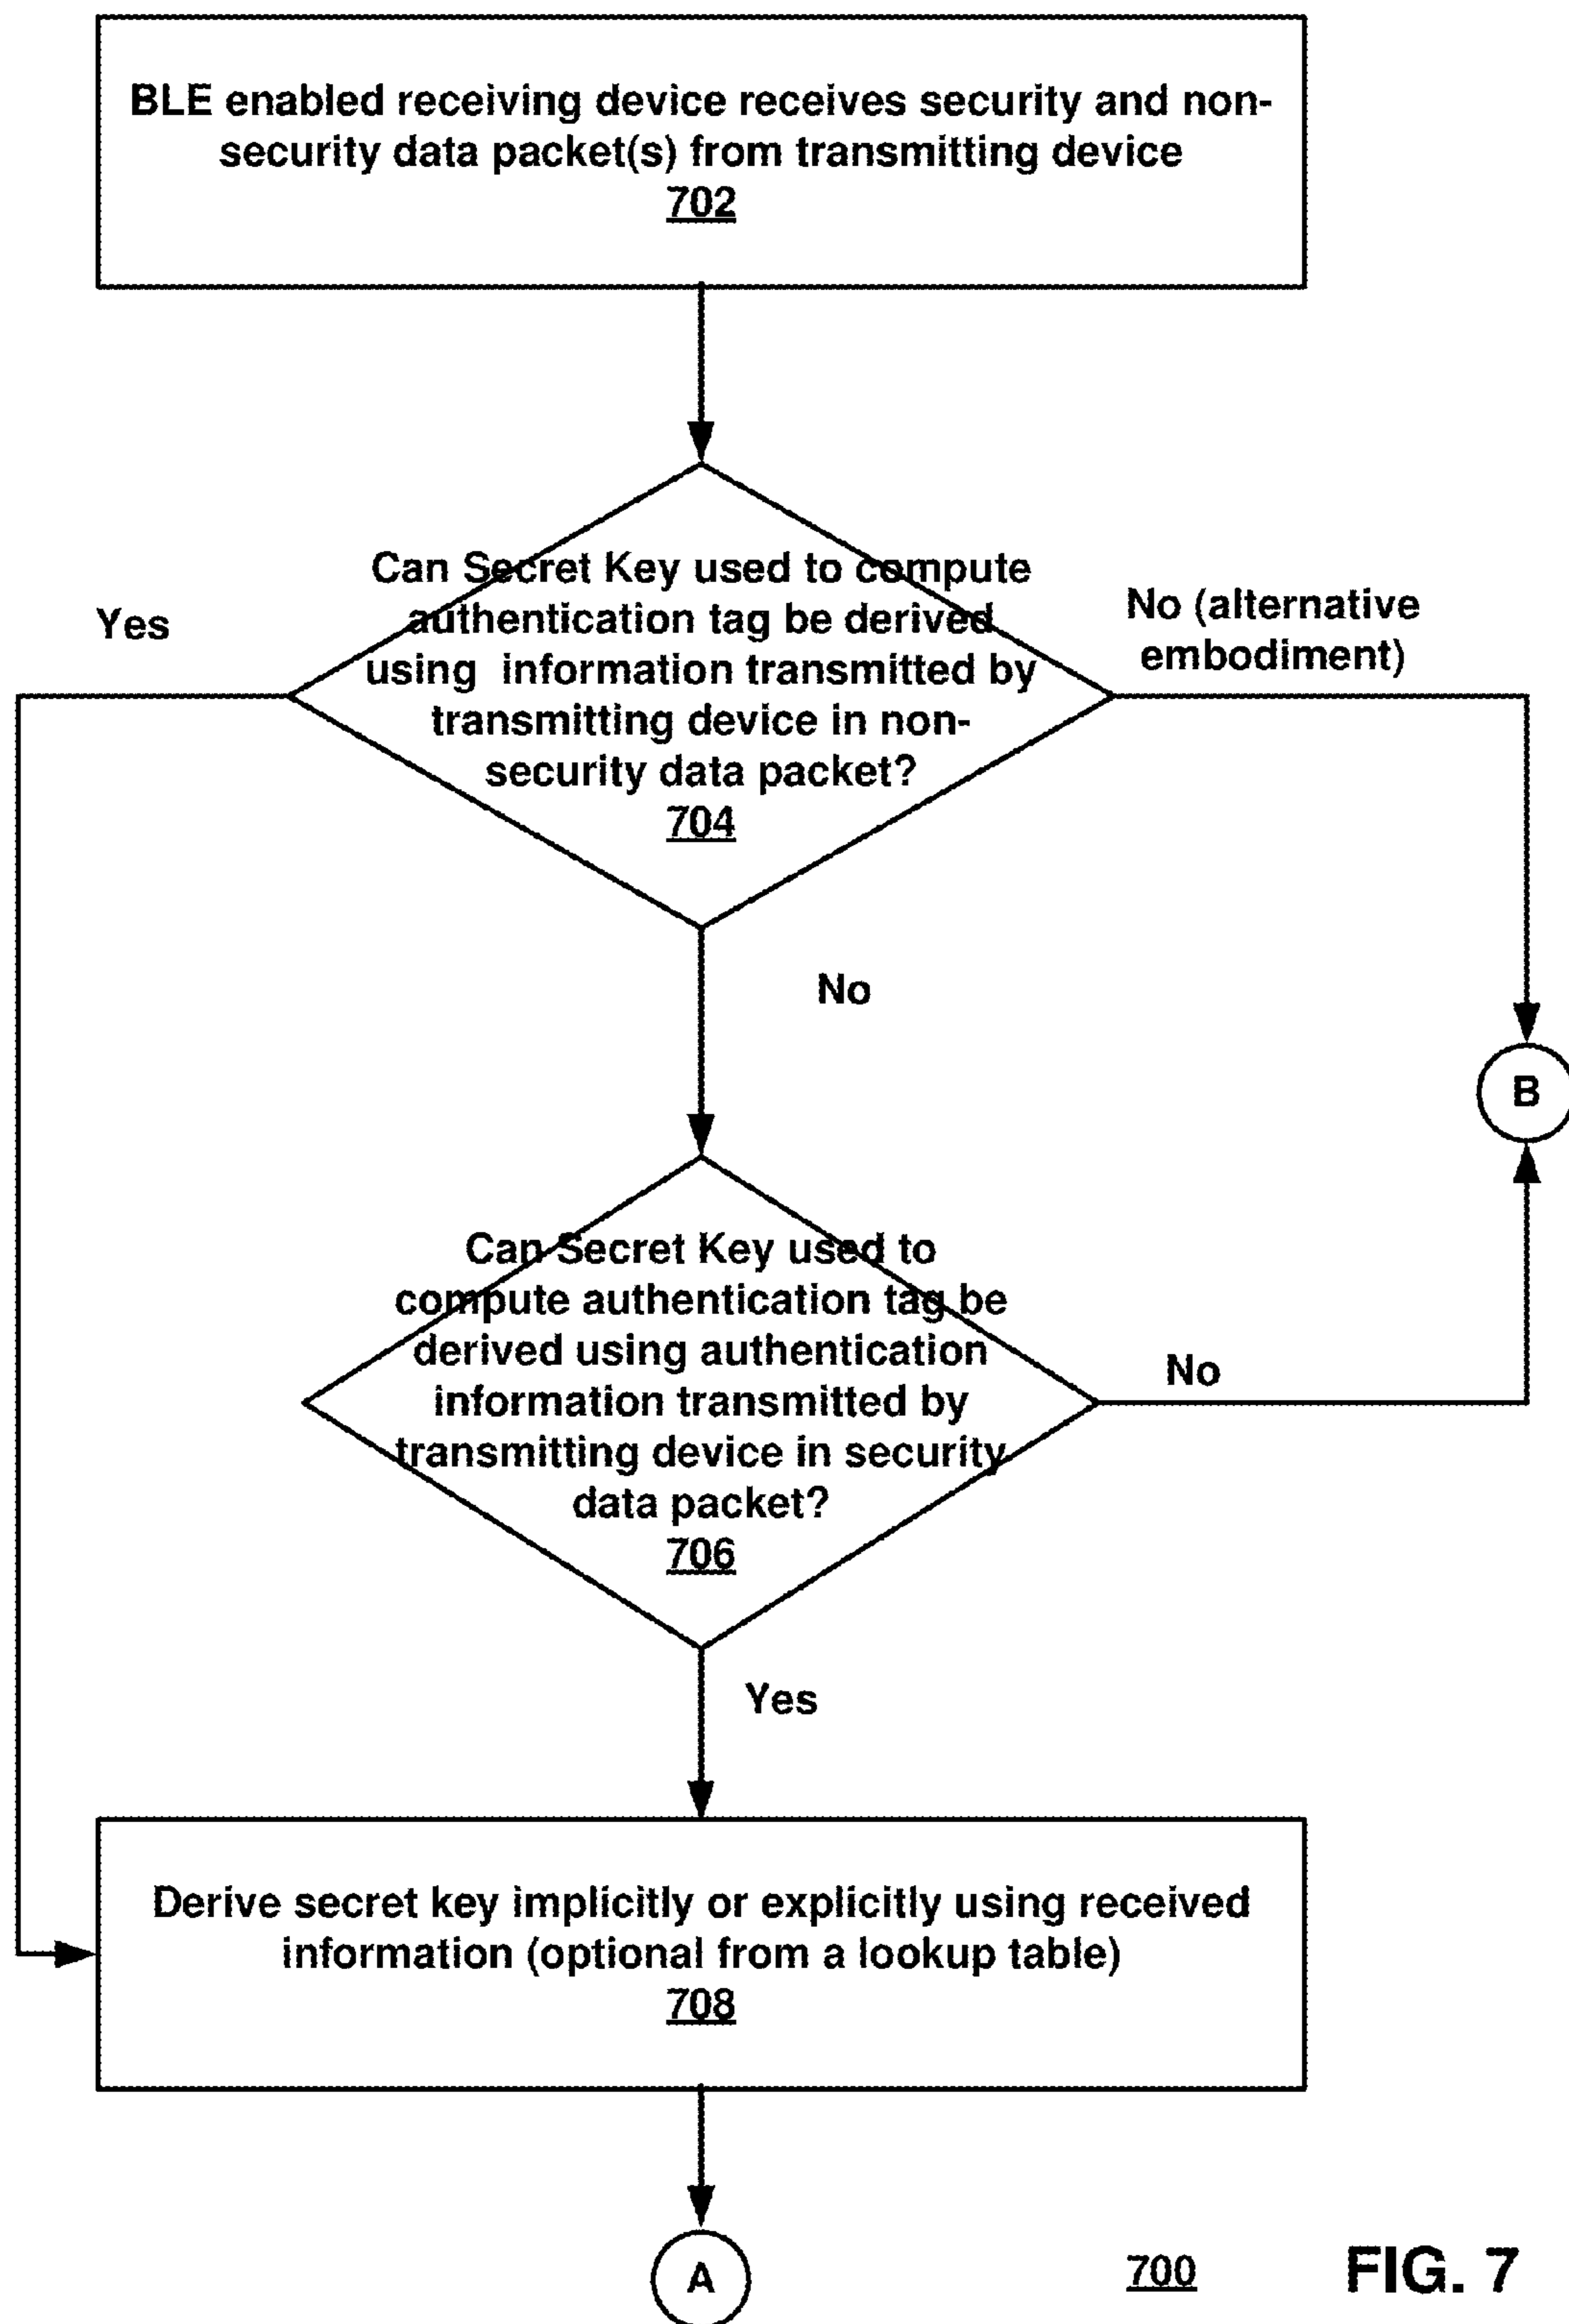 BLE enabled receiving device receives security and non-
security data packet(s) from transmitting device
702
Can Secret Key used to compute
authentication tag be derived
using information transmitted by
transmitting device in non-
security data packet?
704
Yes
No (alternative
embodiment)
No
B
Can Secret Key used to
compute authentication tag be
derived using authentication
information transmitted by
transmitting device in security
data packet?
706
No
Yes
Derive secret key implicitly or explicitly using received
information (optional from a lookup table)
708
A
700
FIG. 7